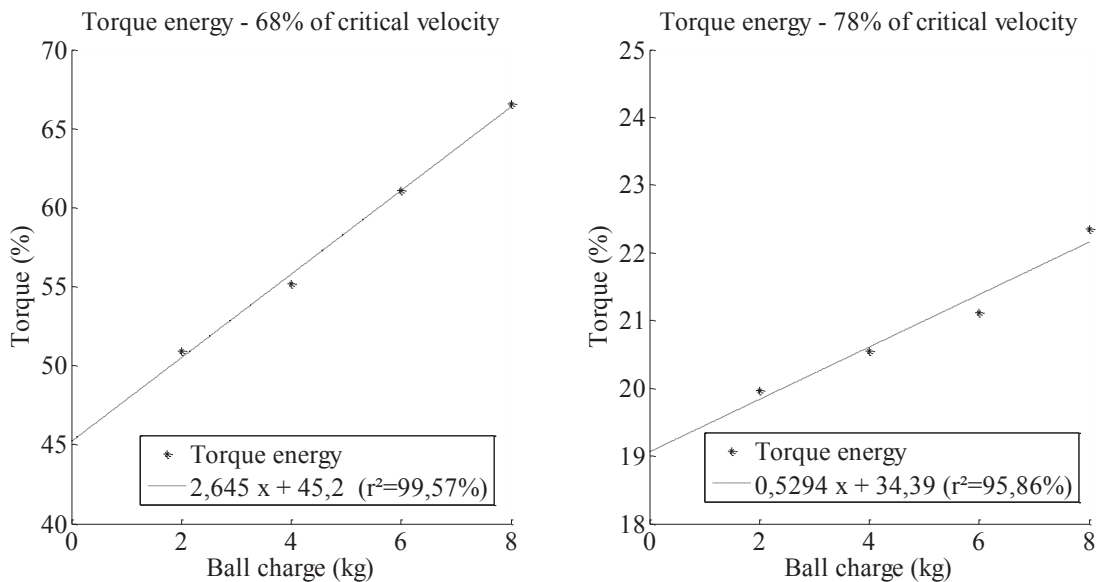 Torque energy - 68% of critical velocity
70
65
60
55
50
45
40
Torque (%)
Torque energy
2,645 x + 45,2 (r²=99,57%)
0 2 4 6 8
Ball charge (kg)
Torque energy - 78% of critical velocity
25
24
23
22
21
20
19
18
Torque (%)
Torque energy
0,5294 x + 34,39 (r²=95,86%)
0 2 4 6 8
Ball charge (kg)